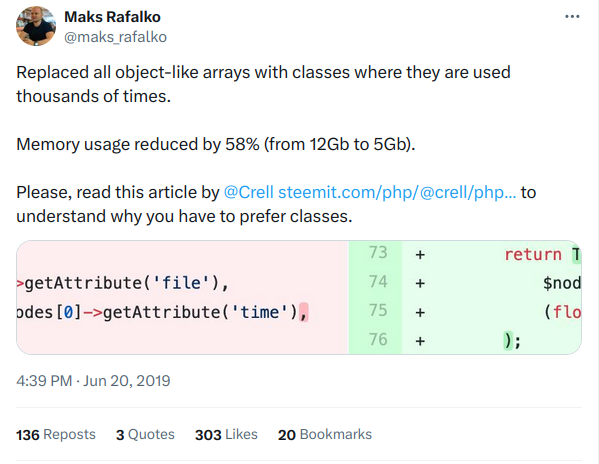 Maks Rafalko
@maks_rafalko
Replaced all object-like arrays with classes where they are used
thousands of times.
Memory usage reduced by 58% (from 12Gb to 5Gb).
Please, read this article by @Crell steemit.com/php/@crell/php... to
understand why you have to prefer classes.
73 + return T
>getAttribute('file'), 74 + $nod
odes[0]->getAttribute('time'), 75 + (flo
76 + );
4:39 PM · Jun 20, 2019
136 Reposts 3 Quotes 303 Likes 20 Bookmarks